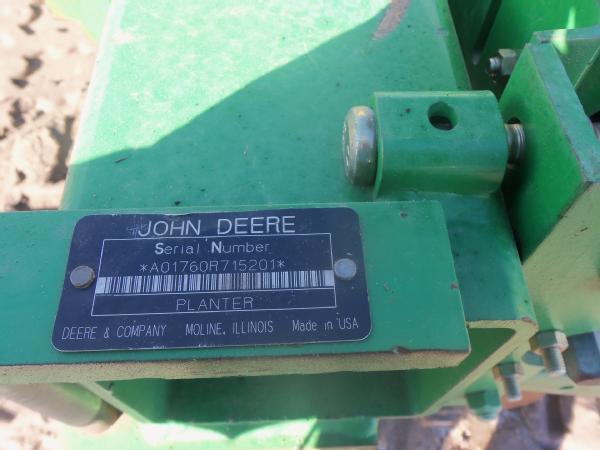 JOHN DEERE
Serial Number
*A01760R715201*
PLANTER
DEERE & COMPANY MOLINE, ILLINOIS Made in USA